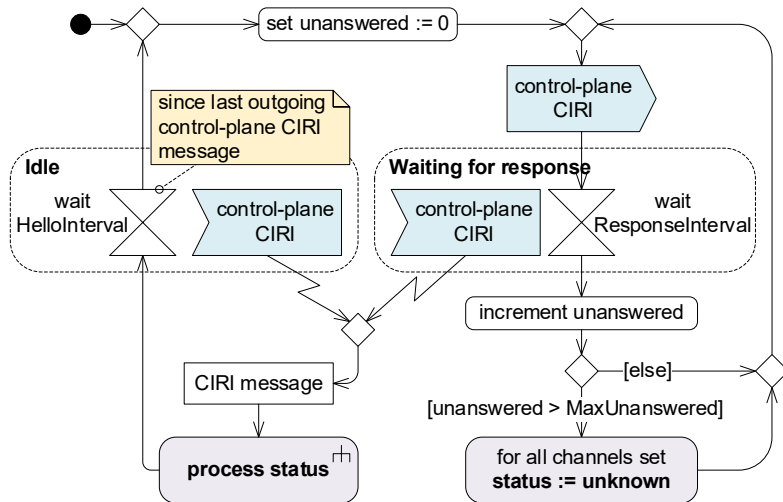 set unanswered := 0
since last outgoing
control-plane CIRI
message
control-plane
CIRI
Idle
wait
HelloInterval
control-plane
CIRI
Waiting for response
control-plane
CIRI
wait
ResponseInterval
increment unanswered
CIRI message
[else]
[unanswered > MaxUnanswered]
process status
for all channels set
status := unknown